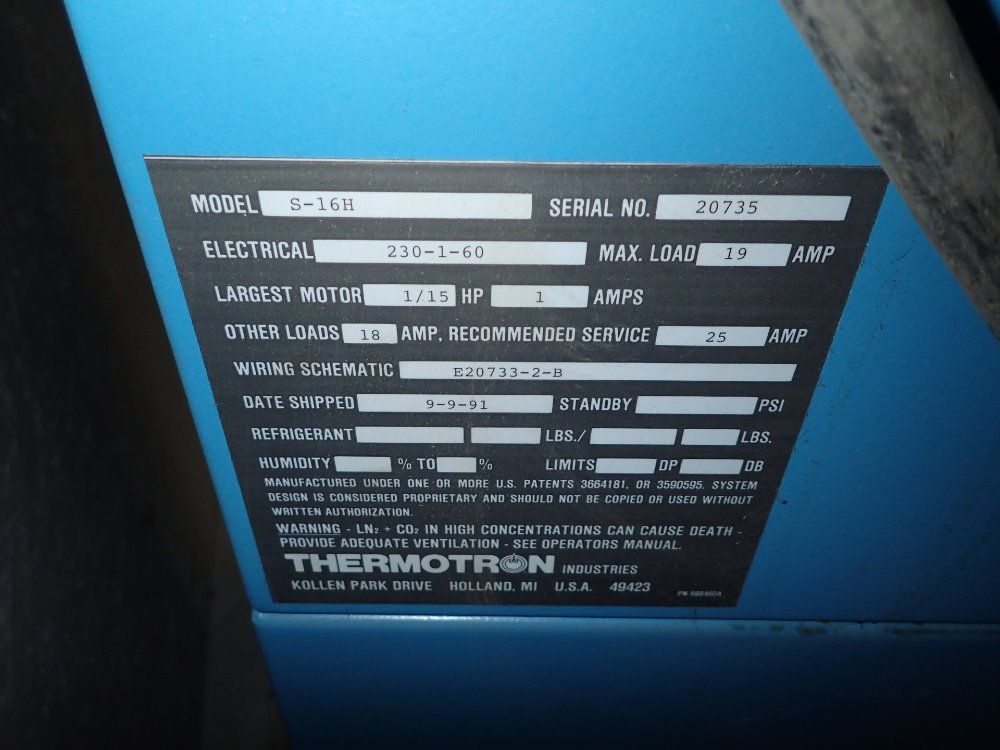 MODEL S-16H SERIAL NO. 20735
ELECTRICAL 230-1-60 MAX. LOAD 19 AMP
LARGEST MOTOR 1/15 HP 1 AMPS
OTHER LOADS 18 AMP, RECOMMENDED SERVICE 25 AMP
WIRING SCHEMATIC E20733-2-B
DATE SHIPPED 9-9-91 STANDBY PSI
REFRIGERANT LBS./ LBS.
HUMIDITY % TO % LIMITS DP DB
MANUFACTURED UNDER ONE OR MORE U.S. PATENTS 3664181, OR 3590595. SYSTEM
DESIGN IS CONSIDERED PROPRIETARY AND SHOULD NOT BE COPIED OR USED WITHOUT
WRITTEN AUTHORIZATION.
WARNING - LN₂ + CO₂ IN HIGH CONCENTRATIONS CAN CAUSE DEATH -
PROVIDE ADEQUATE VENTILATION - SEE OPERATORS MANUAL.
THERMOTRON INDUSTRIES
KOLLEN PARK DRIVE HOLLAND, MI U.S.A. 49423
PN 688460A